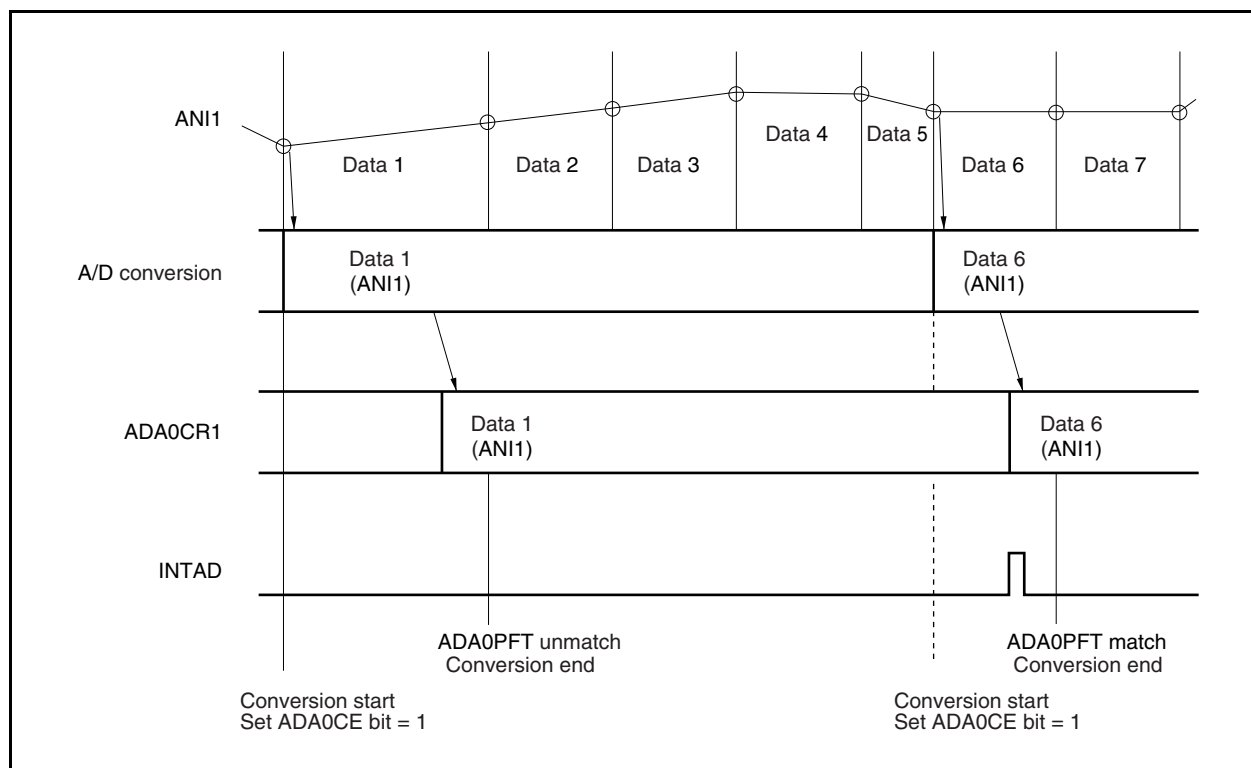 ANI1
Data 1
Data 2
Data 3
Data 4
Data 5
Data 6
Data 7
A/D conversion
Data 1
(ANI1)
Data 6
(ANI1)
ADA0CR1
Data 1
(ANI1)
Data 6
(ANI1)
INTAD
ADA0PFT unmatch
Conversion end
ADA0PFT match
Conversion end
Conversion start
Set ADA0CE bit = 1
Conversion start
Set ADA0CE bit = 1